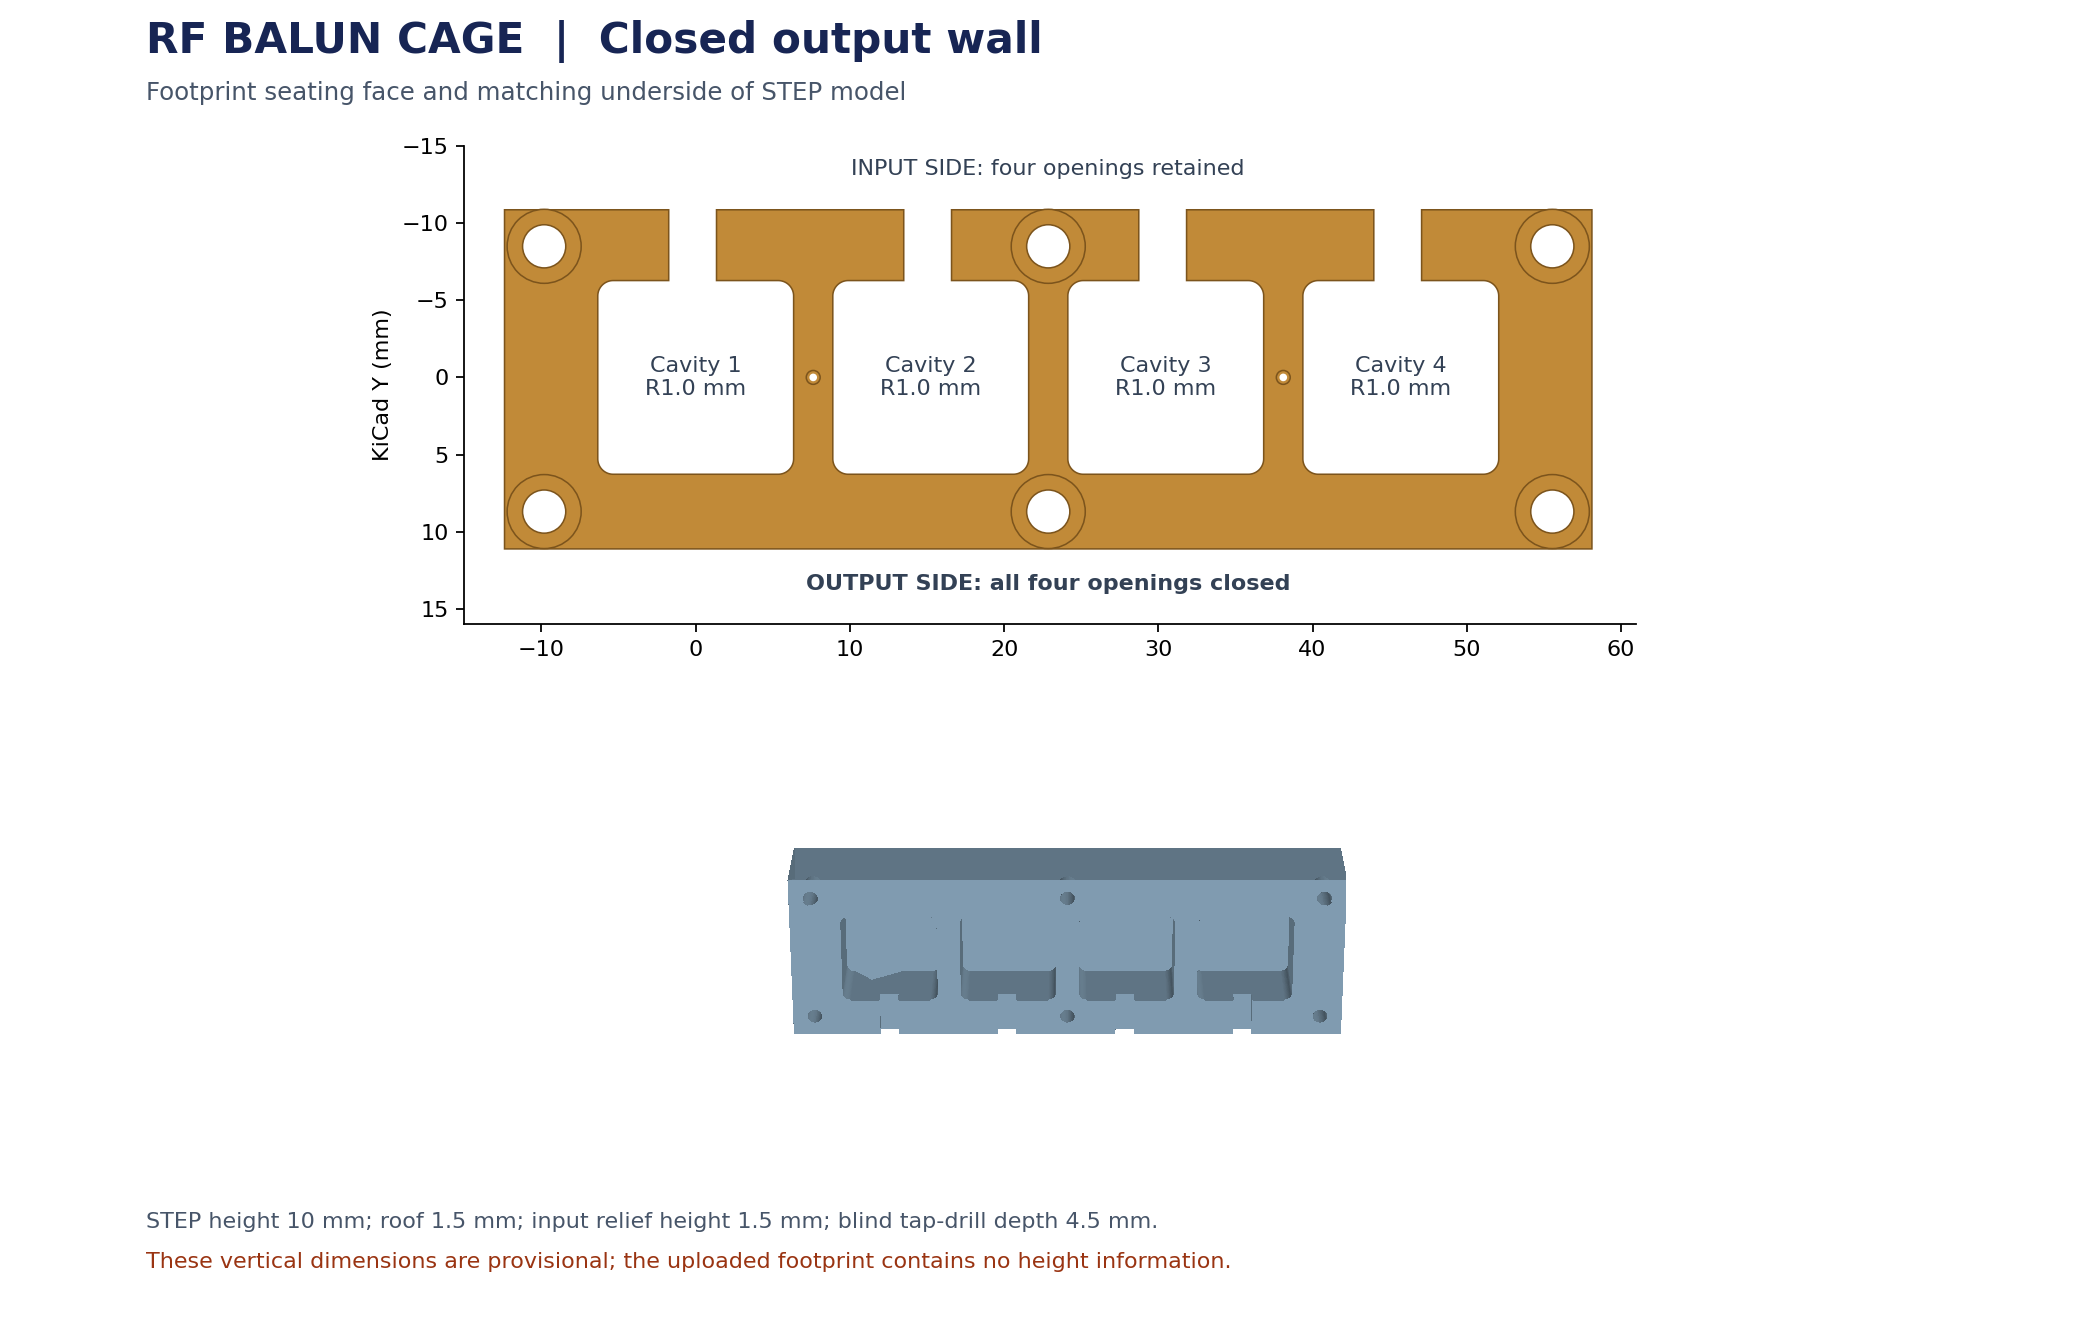 RF BALUN CAGE | Closed output wall
Footprint seating face and matching underside of STEP model
−15
INPUT SIDE: four openings retained
−10
−5
KiCad Y (mm)
Cavity 1
R1.0 mm
Cavity 2
R1.0 mm
Cavity 3
R1.0 mm
Cavity 4
R1.0 mm
0
5
10
OUTPUT SIDE: all four openings closed
15
−10 0 10 20 30 40 50 60
STEP height 10 mm; roof 1.5 mm; input relief height 1.5 mm; blind tap-drill depth 4.5 mm.
These vertical dimensions are provisional; the uploaded footprint contains no height information.